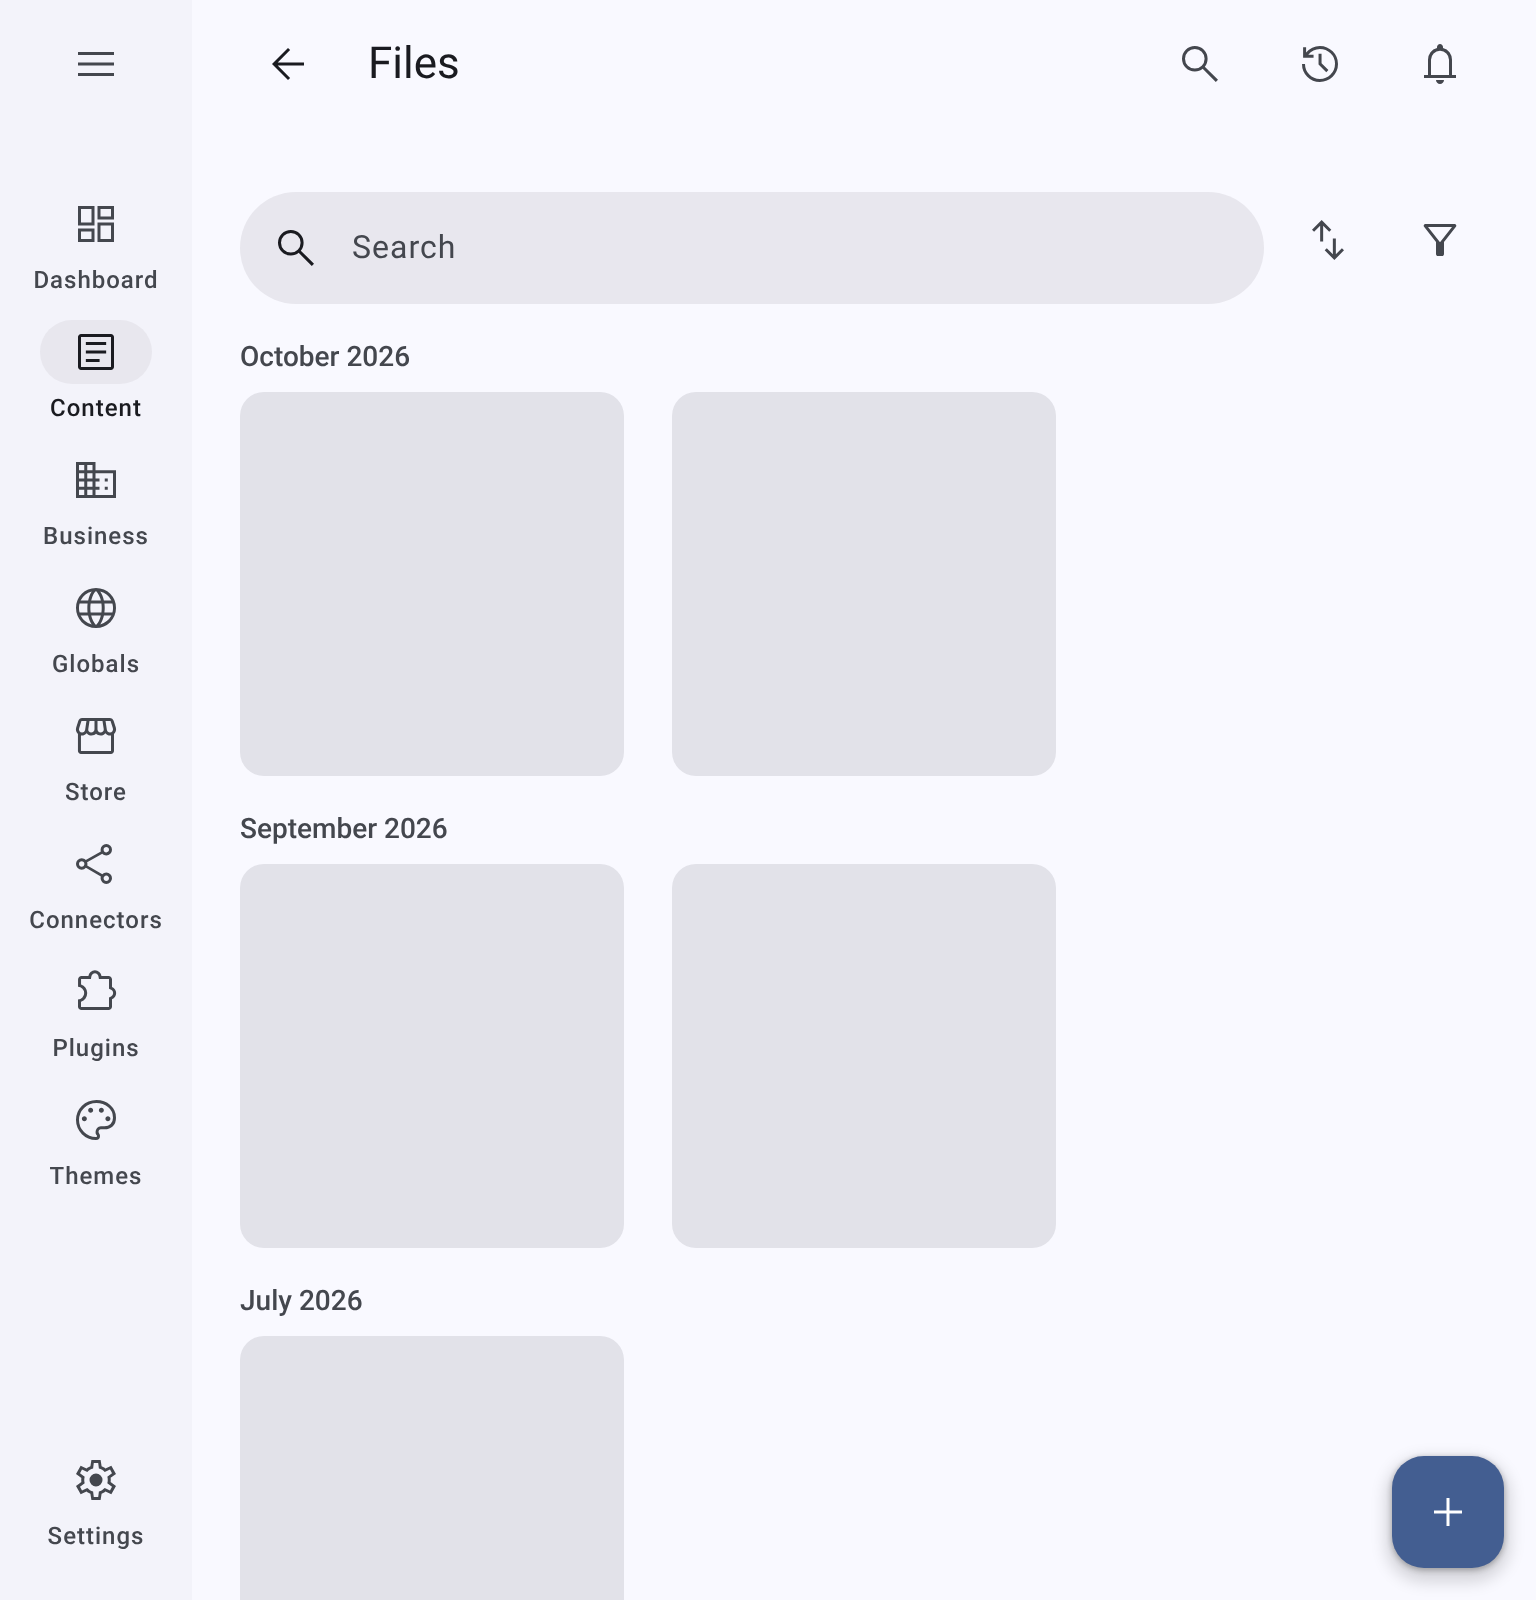 Files
Dashboard
Content
Business
Globals
Store
Connectors
Plugins
Themes
Settings
Search
October 2026
September 2026
July 2026